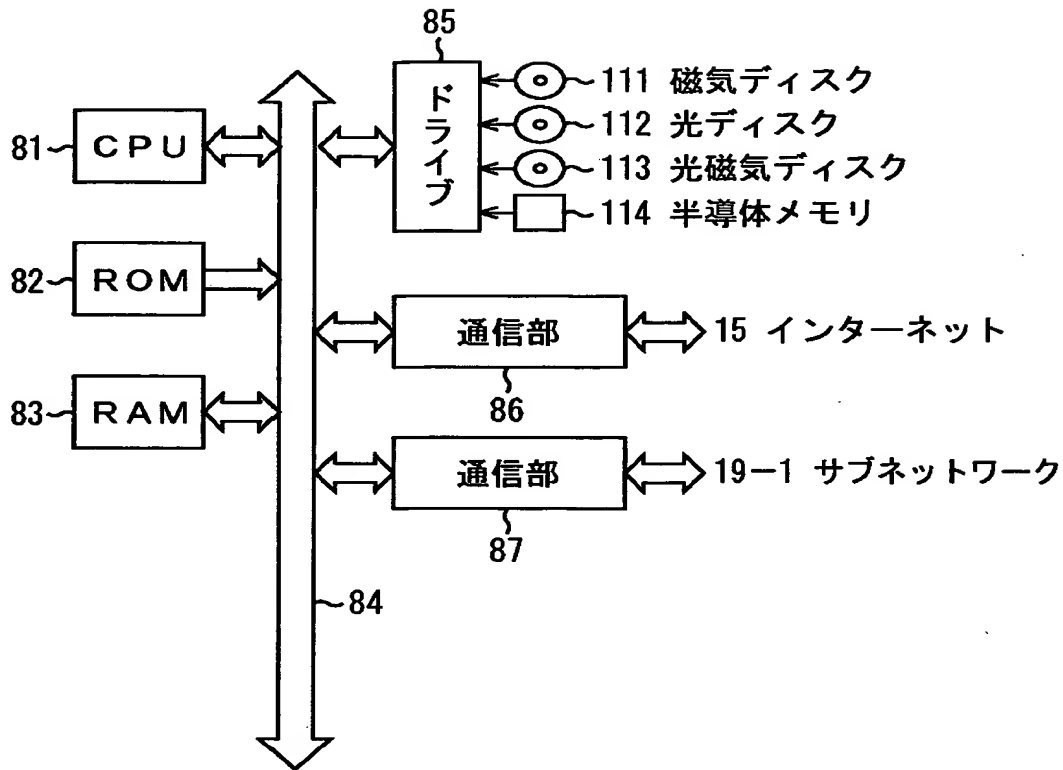 85
ドライブ
111 磁気ディスク
112 光ディスク
113 光磁気ディスク
114 半導体メモリ
81
CPU
82
ROM
83
RAM
通信部
15 インターネット
86
通信部
19-1 サブネットワーク
87
84